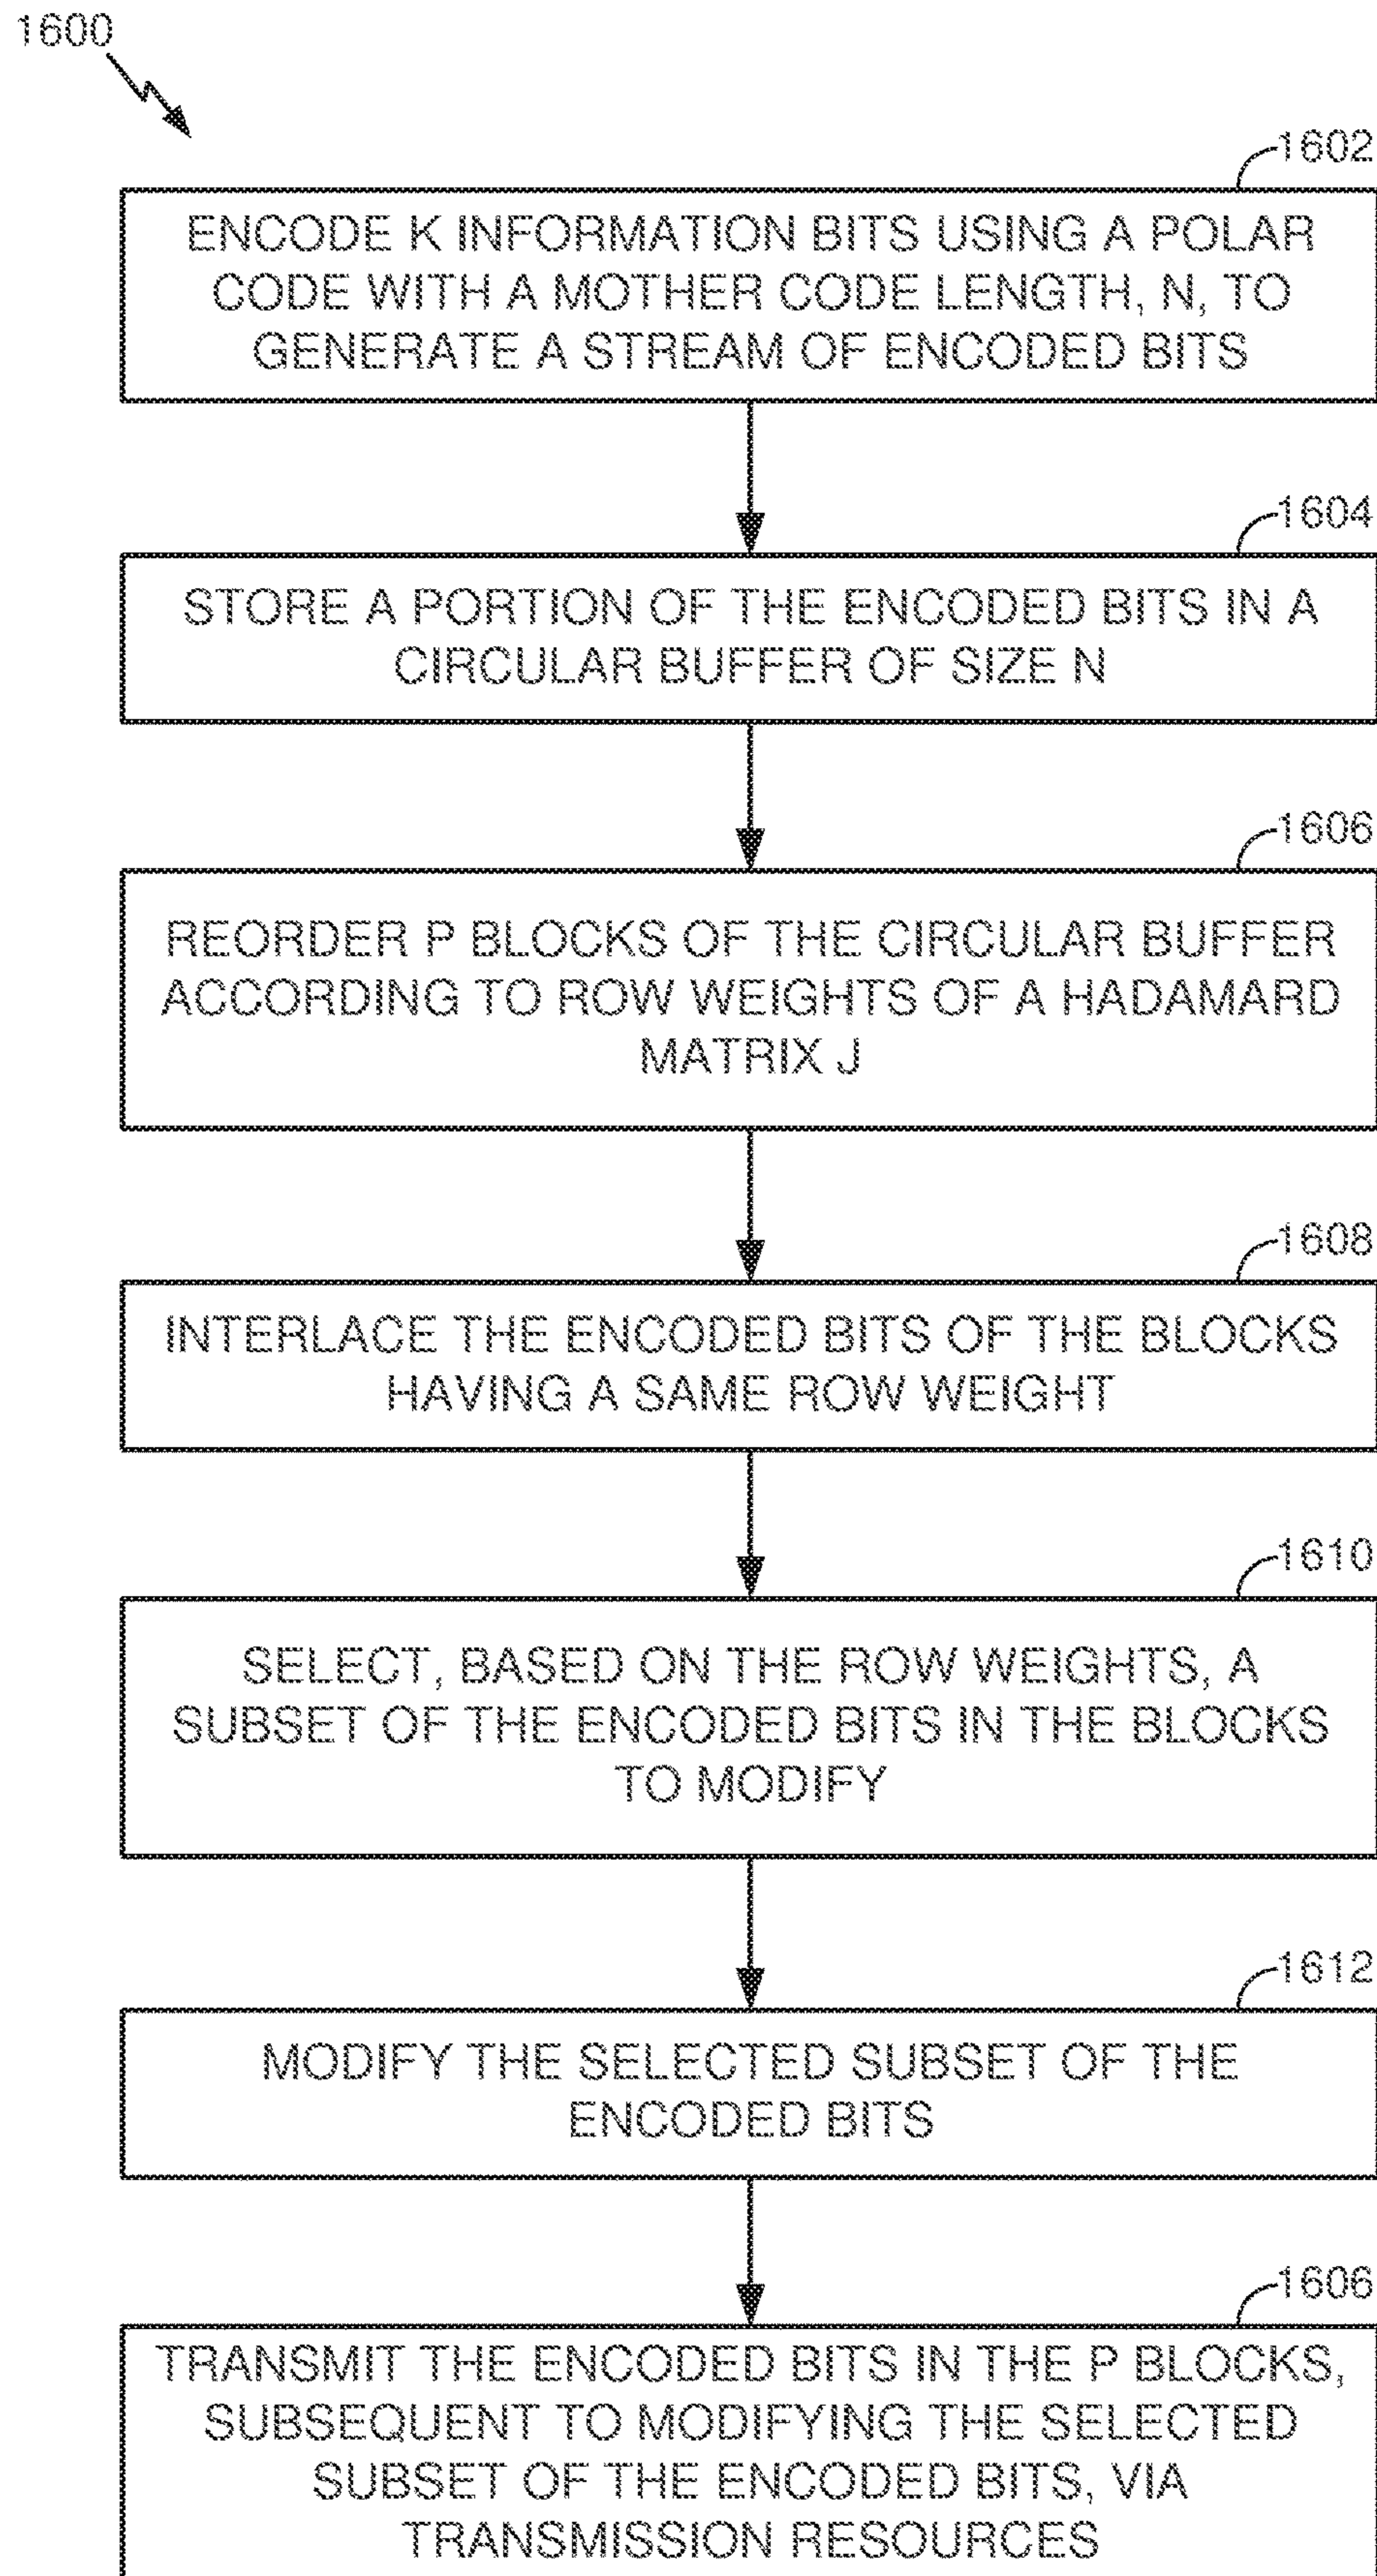 1600
1602
ENCODE K INFORMATION BITS USING A POLAR
CODE WITH A MOTHER CODE LENGTH, N, TO
GENERATE A STREAM OF ENCODED BITS
1604
STORE A PORTION OF THE ENCODED BITS IN A
CIRCULAR BUFFER OF SIZE N
1606
REORDER P BLOCKS OF THE CIRCULAR BUFFER
ACCORDING TO ROW WEIGHTS OF A HADAMARD
MATRIX J
1608
INTERLACE THE ENCODED BITS OF THE BLOCKS
HAVING A SAME ROW WEIGHT
1610
SELECT, BASED ON THE ROW WEIGHTS, A
SUBSET OF THE ENCODED BITS IN THE BLOCKS
TO MODIFY
1612
MODIFY THE SELECTED SUBSET OF THE
ENCODED BITS
1606
TRANSMIT THE ENCODED BITS IN THE P BLOCKS,
SUBSEQUENT TO MODIFYING THE SELECTED
SUBSET OF THE ENCODED BITS, VIA
TRANSMISSION RESOURCES